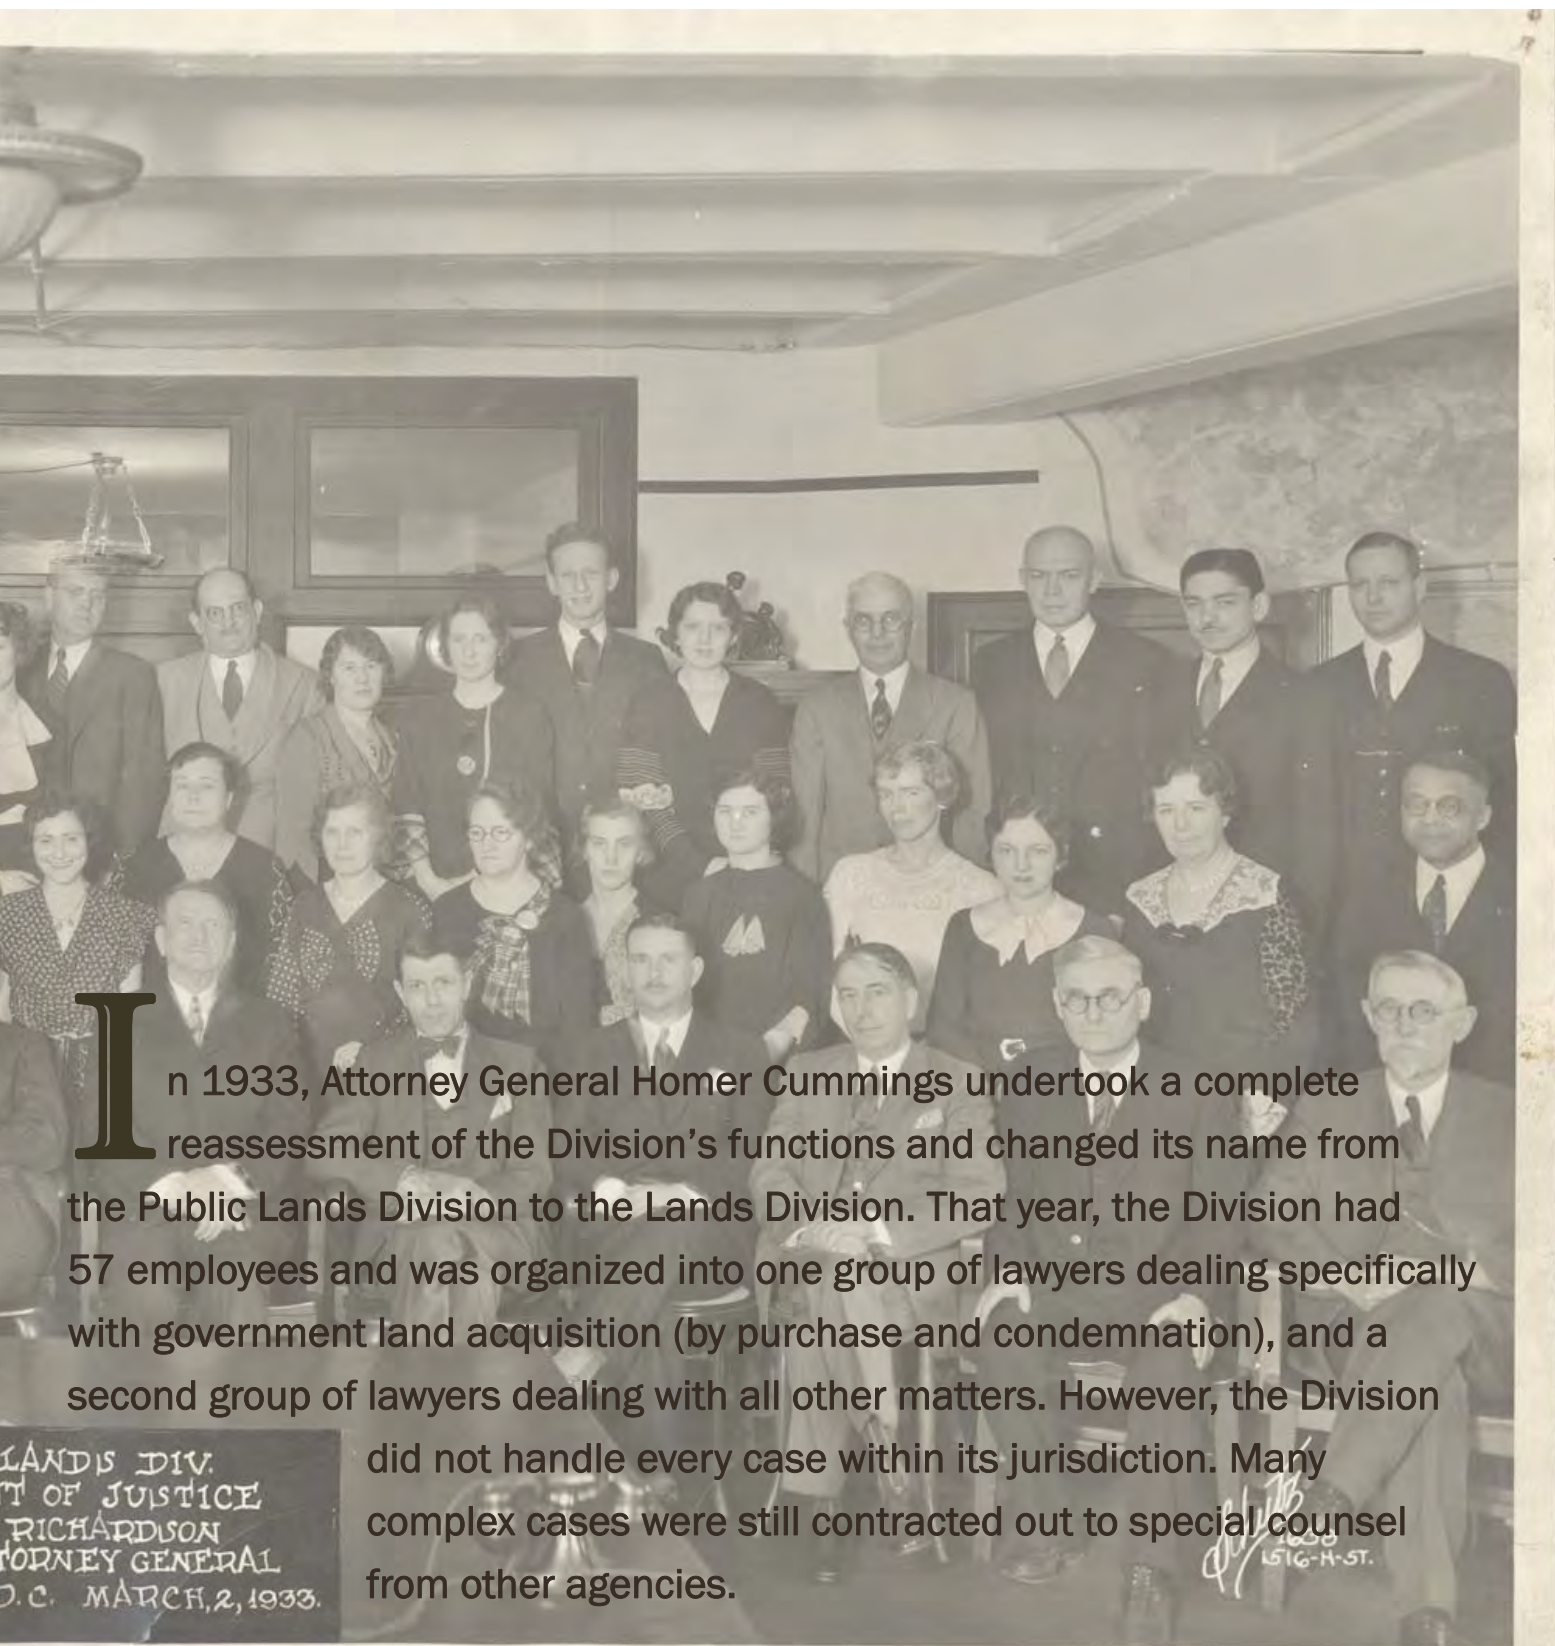 In 1933, Attorney General Homer Cummings undertook a complete
reassessment of the Division’s functions and changed its name from
the Public Lands Division to the Lands Division. That year, the Division had
57 employees and was organized into one group of lawyers dealing specifically
with government land acquisition (by purchase and condemnation), and a
second group of lawyers dealing with all other matters. However, the Division
did not handle every case within its jurisdiction. Many
complex cases were still contracted out to special counsel
from other agencies.
LANDS DIV.
T OF JUSTICE
RICHARDSON
TORNEY GENERAL
D.C. MARCH, 2, 1933.
1516-H-ST.